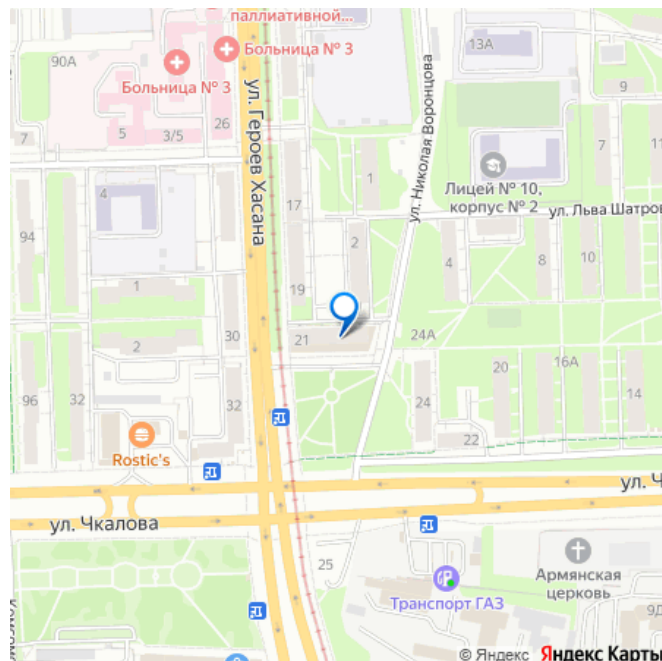 паллиативной...
90А
Больница № 3
13А
Больница № 3
9
7
5
3/5
26
7
11
ул. Героев Хасана
ул. Николая Воронцова
1
Лицей № 10,
корпус № 2
4
17
ул. Льва Шатров
94
2
4
8
10
1
19
21
30
24А
2
20
16А
96
32
32
24
14
22
Rostic's
ул. Ч
ул. Чкалова
25
Армянская
церковь
Транспорт ГАЗ
9Д
© Яндекс Яндекс Карты